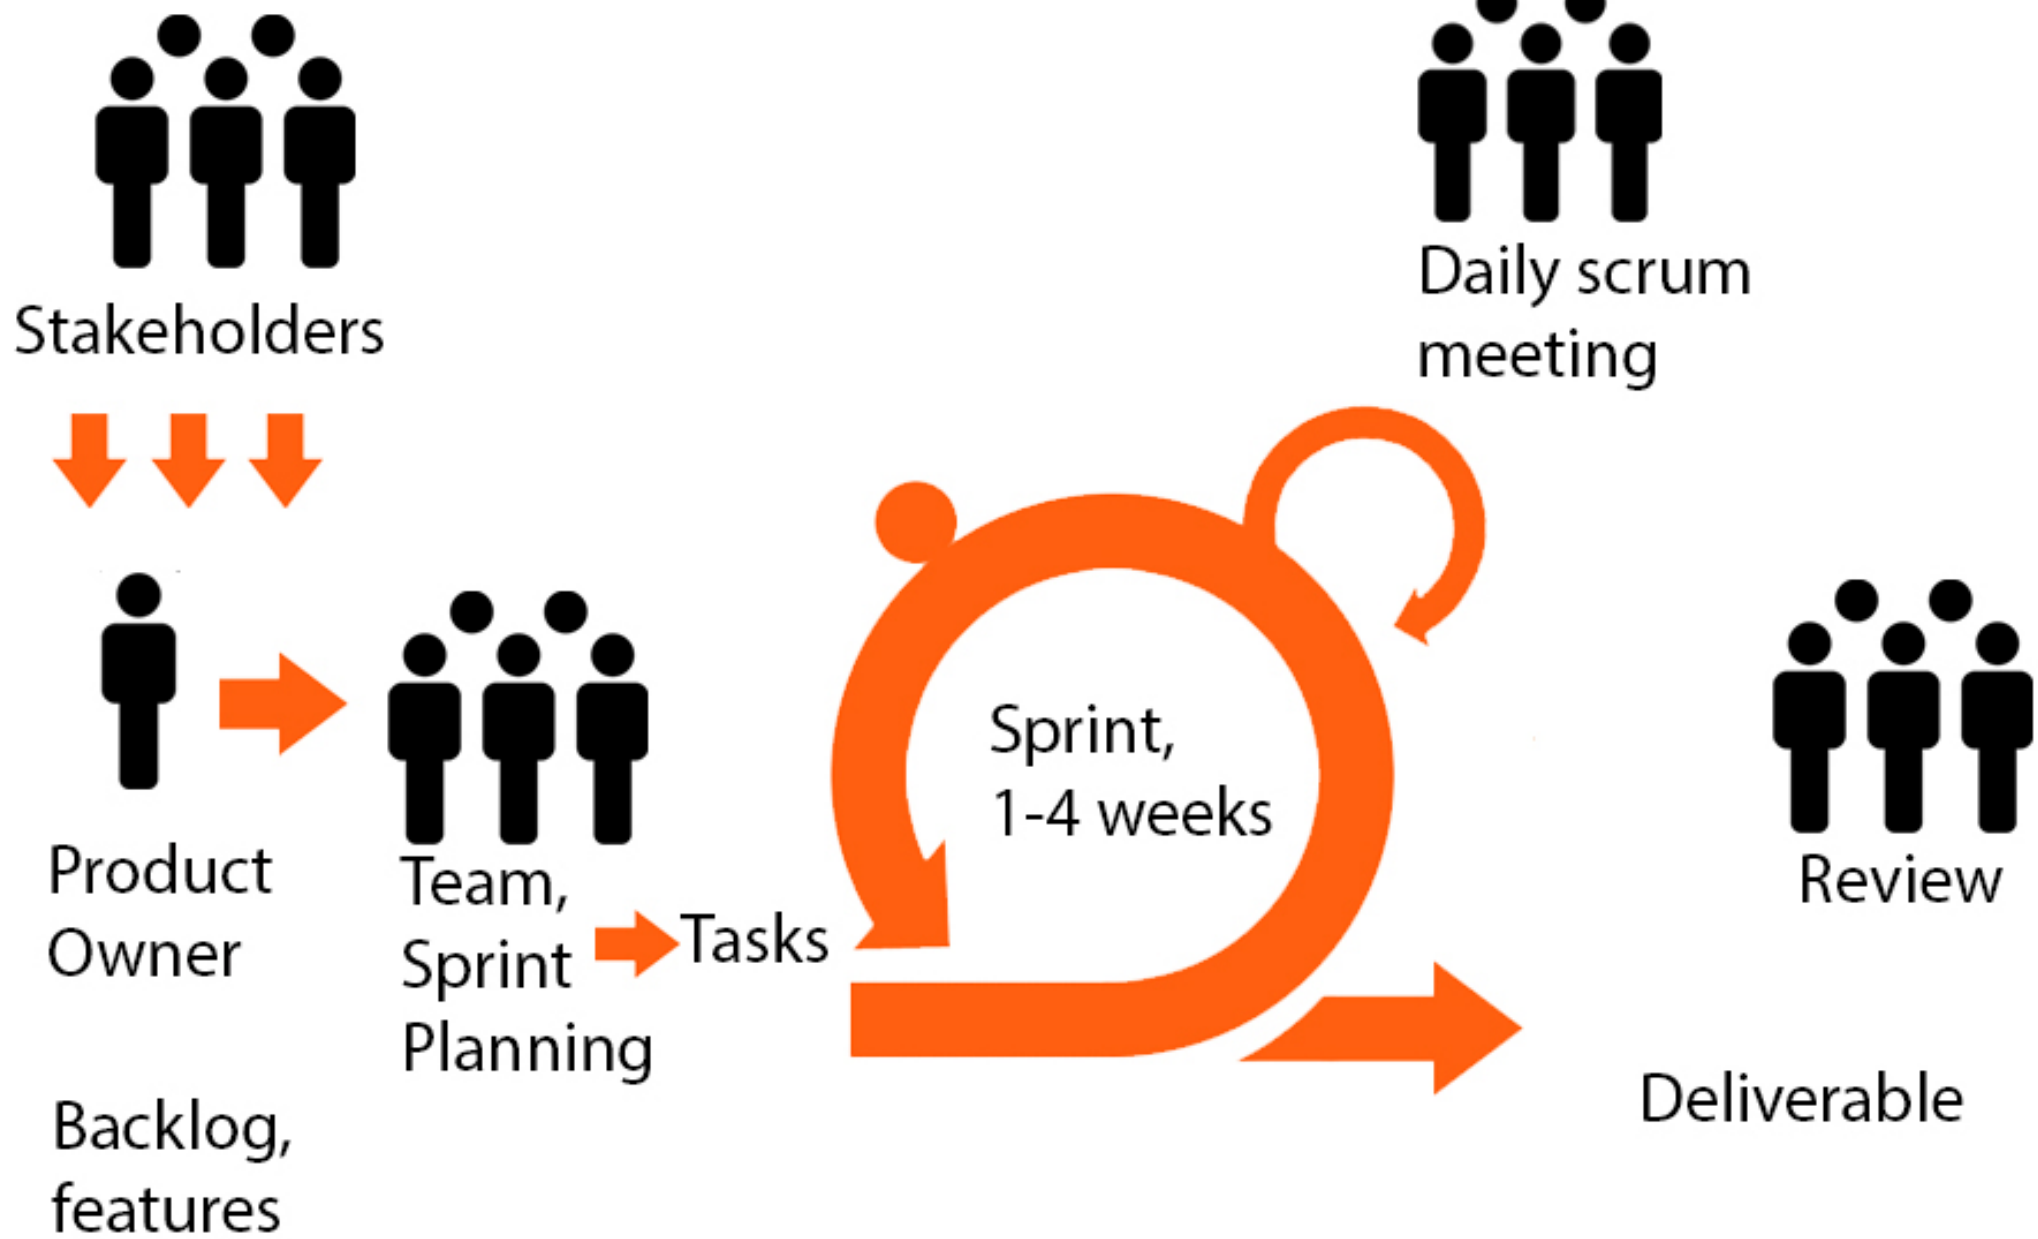 Stakeholders
Daily scrum
meeting
Product
Owner
Backlog,
features
Team,
Sprint
Planning
Tasks
Sprint,
1-4 weeks
Review
Deliverable